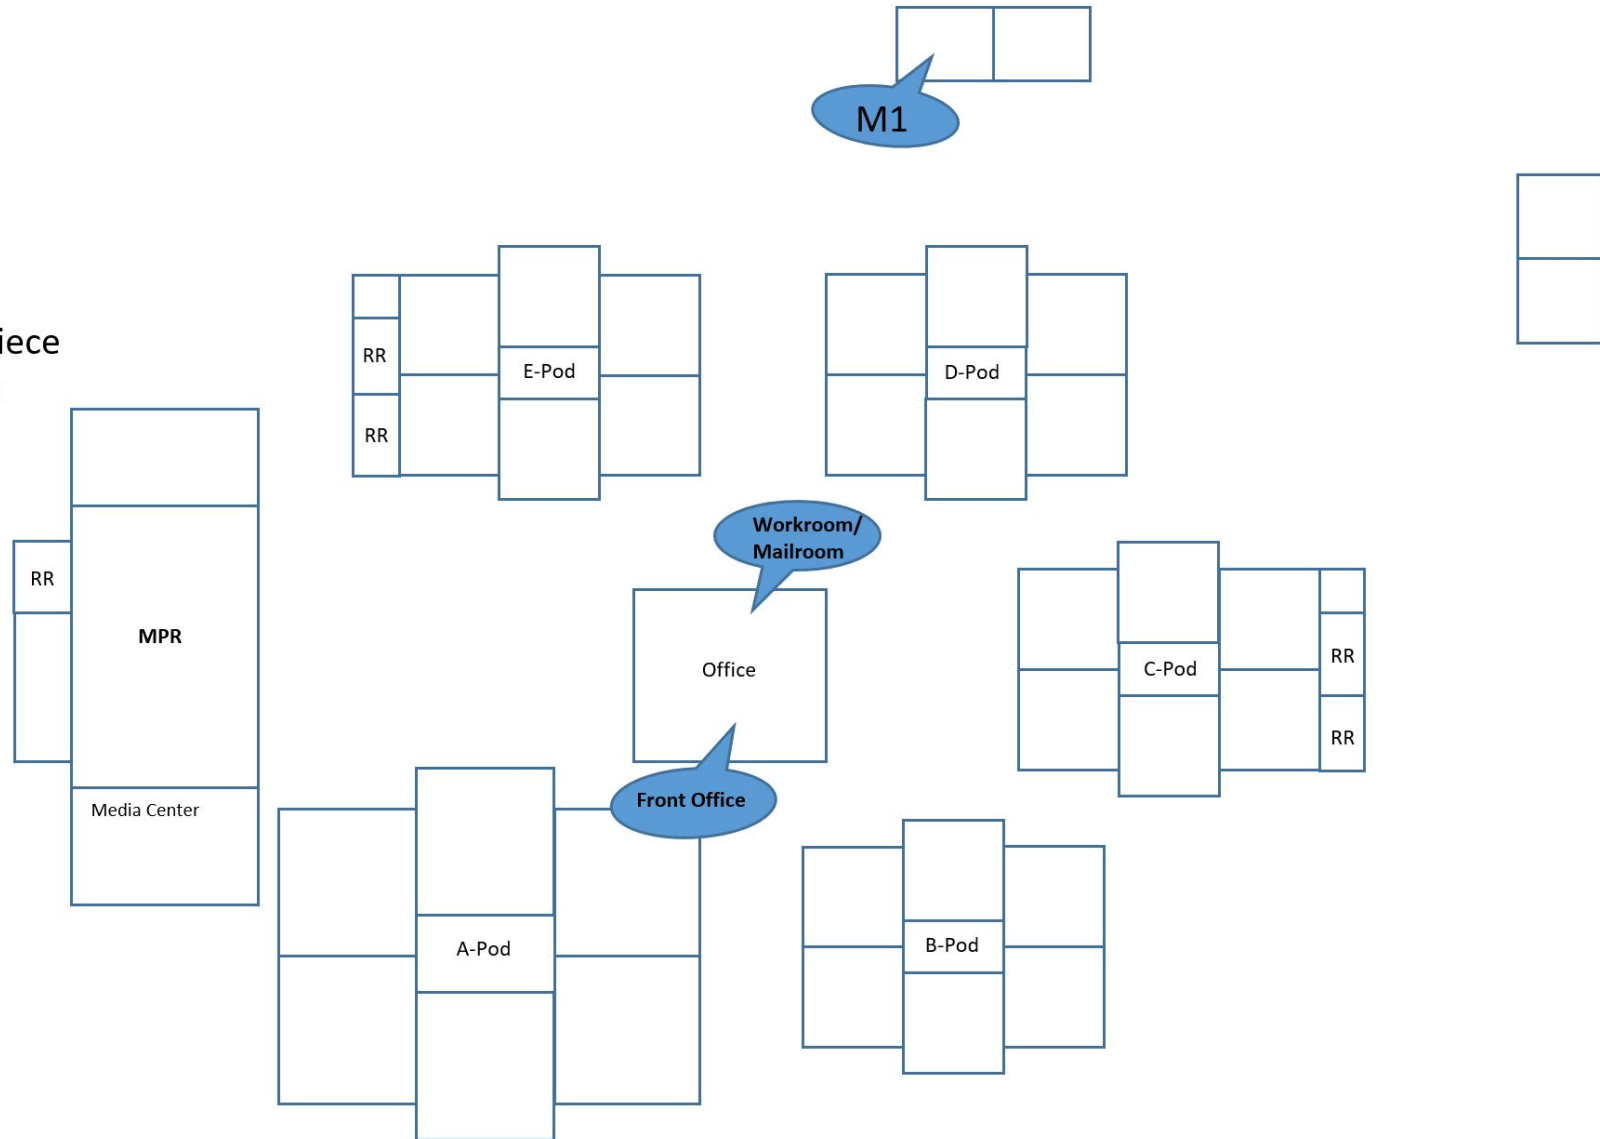 M1
iece
RR
E-Pod
D-Pod
RR
Workroom/
Mailroom
RR
MPR
Office
C-Pod
RR
RR
Front Office
Media Center
A-Pod
B-Pod